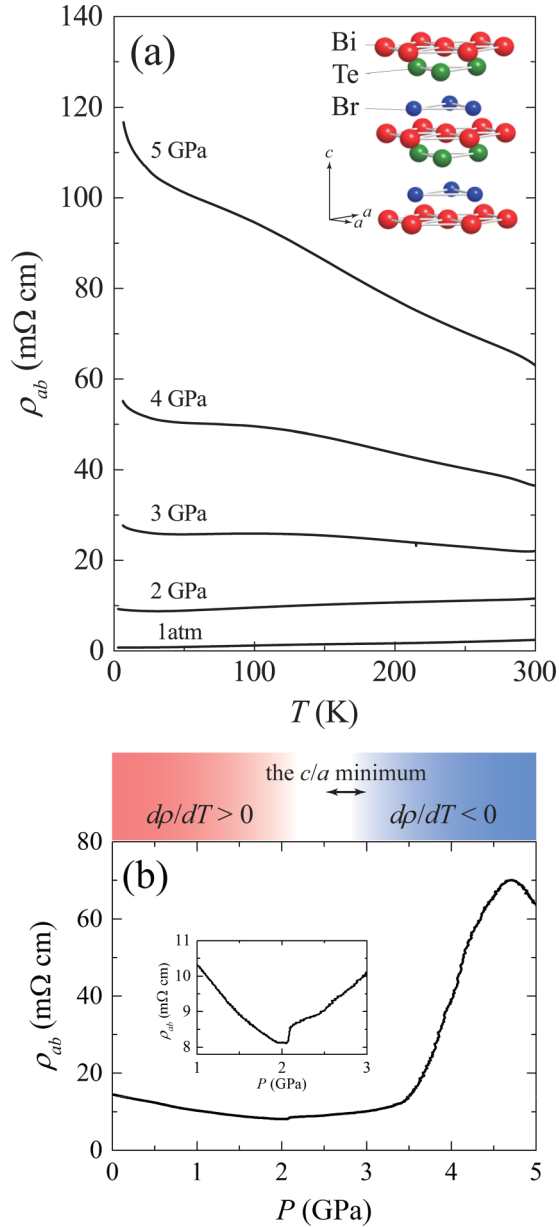 (a)
Bi
Te
Br
c
a
a
140
120
100
80
60
40
20
0
ρab (mΩ cm)
5 GPa
4 GPa
3 GPa
2 GPa
1atm
0
100
200
300
T (K)
the c/a minimum
dρ/dT > 0
dρ/dT < 0
(b)
80
60
40
20
0
ρab (mΩ cm)
11
10
9
8
ρab (mΩ cm)
1
2
3
P (GPa)
0
1
2
3
4
5
P (GPa)